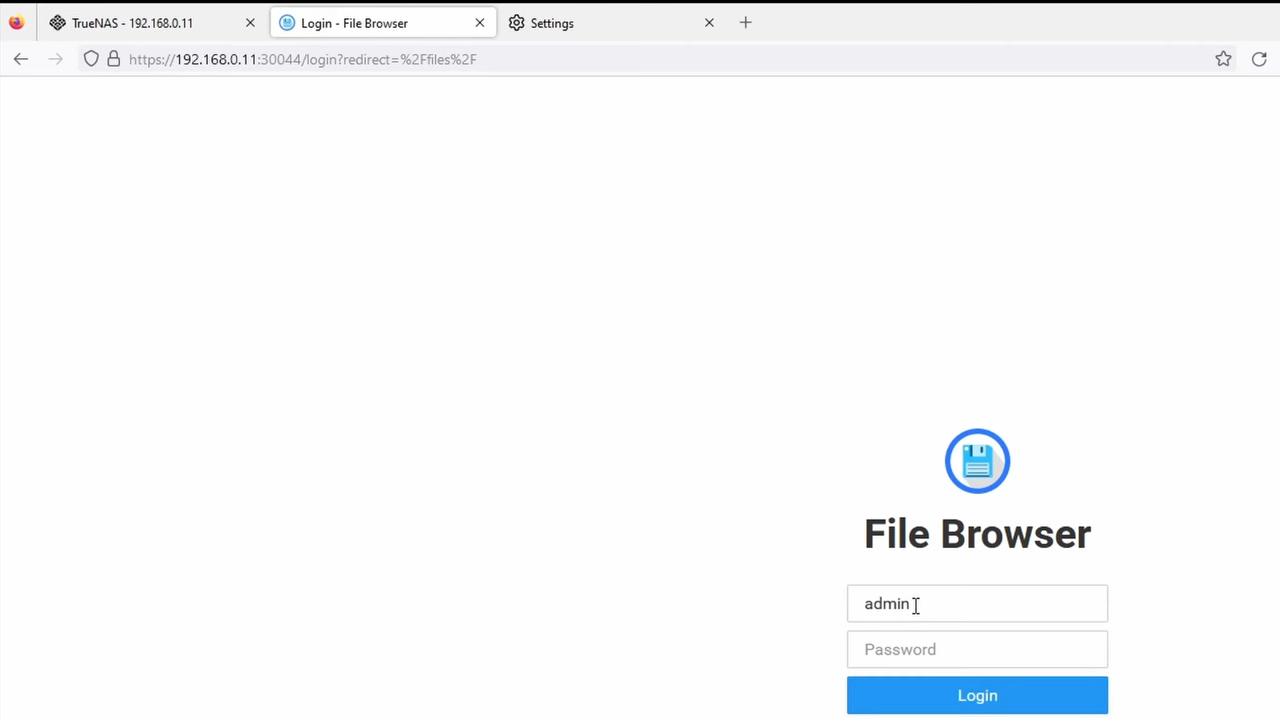 TrueNAS - 192.168.0.11
Login - File Browser
Settings
https://192.168.0.11:30044/login?redirect=%2Ffiles%2F
File Browser
admin
Password
Login